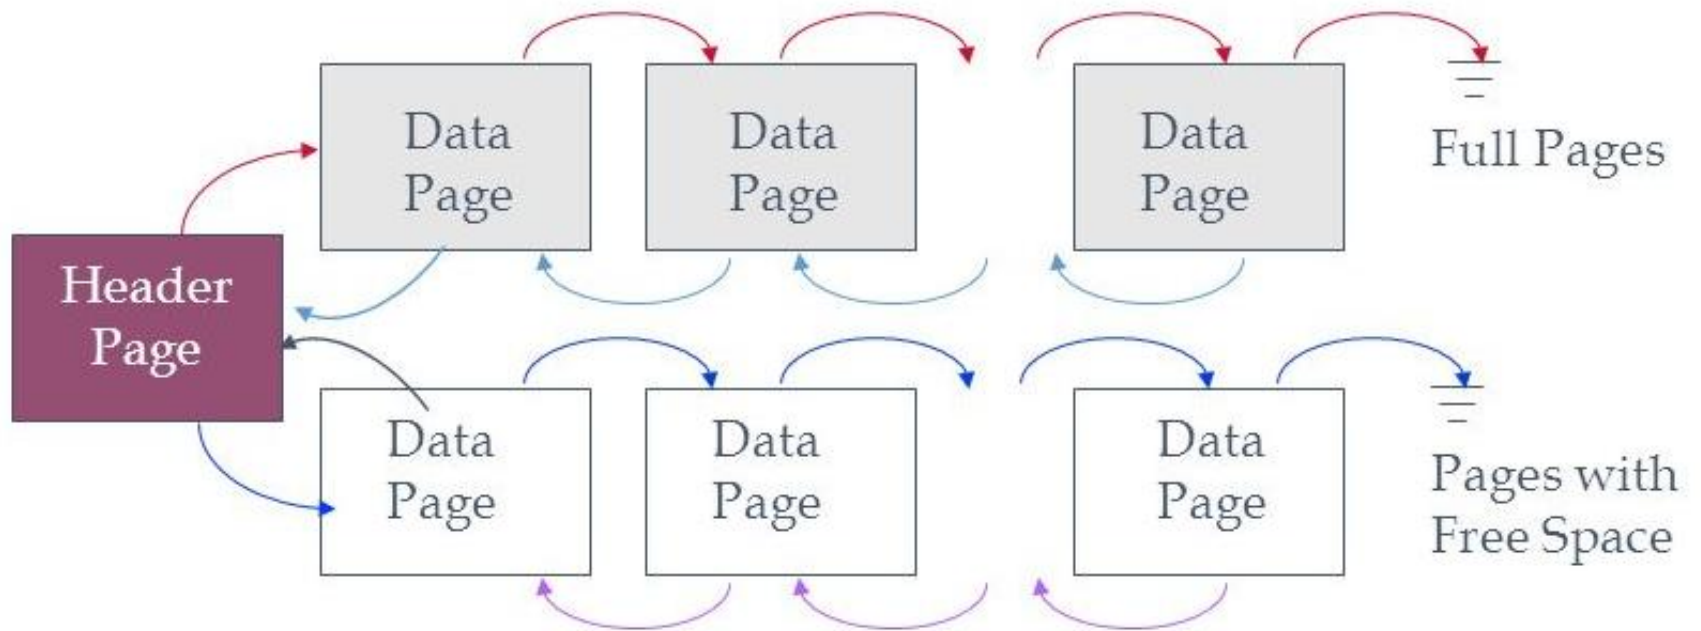 Data
Page
Data
Page
Data
Page
Full Pages
Header
Page
Data
Page
Data
Page
Data
Page
Pages with
Free Space